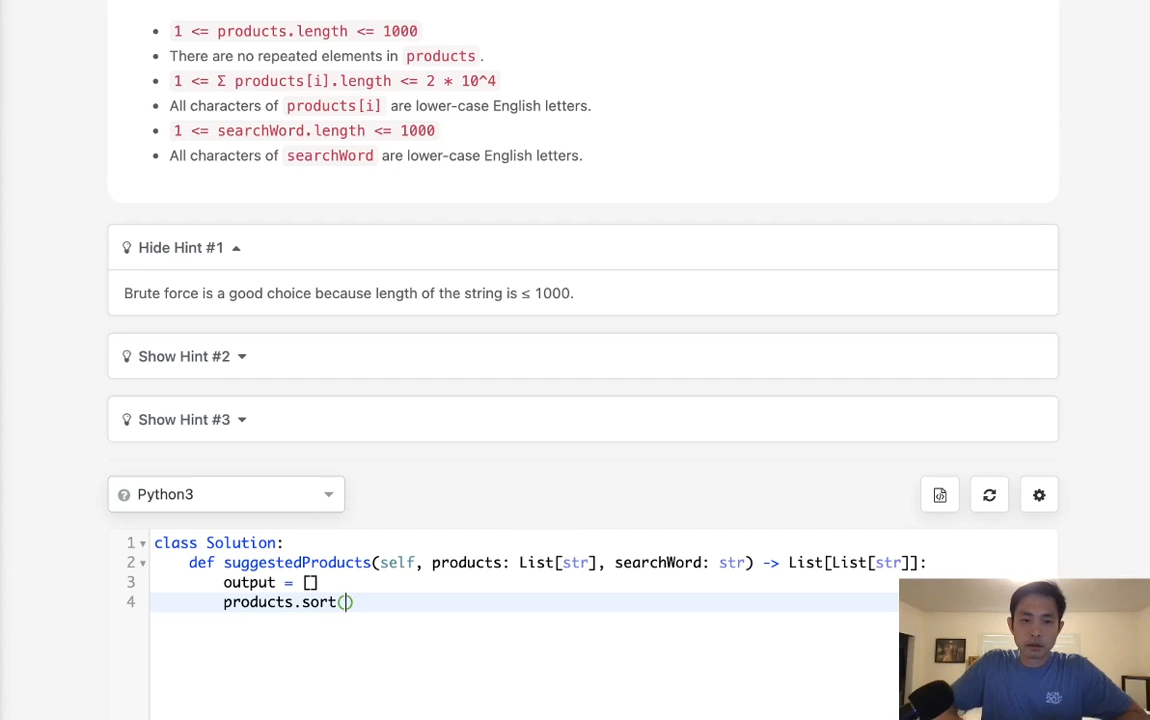 1 <= products.length <= 1000
There are no repeated elements in products .
1 <= Σ products[i].length <= 2 * 10^4
All characters of products[i] are lower-case English letters.
1 <= searchWord.length <= 1000
All characters of searchWord are lower-case English letters.
Hide Hint #1
Brute force is a good choice because length of the string is ≤ 1000.
Show Hint #2
Show Hint #3
Python3
1 class Solution:
2 def suggestedProducts(self, products: List[str], searchWord: str) -> List[List[str]]:
3 output = []
4 products.sort()